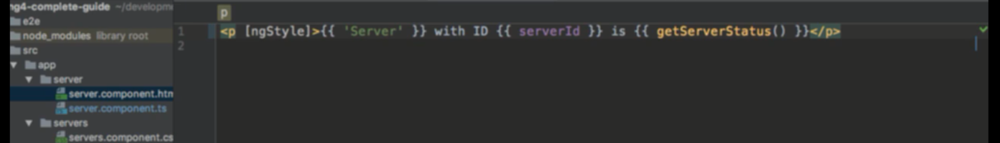 ng4-complete-guide ~/developm
e2e
node_modules library root
src
app
server
server.component.htm
server.component.ts
servers
servers.component.cs
p
1 <p [ngStyle]>{{ 'Server' }} with ID {{ serverId }} is {{ getServerStatus() }}</p>
2